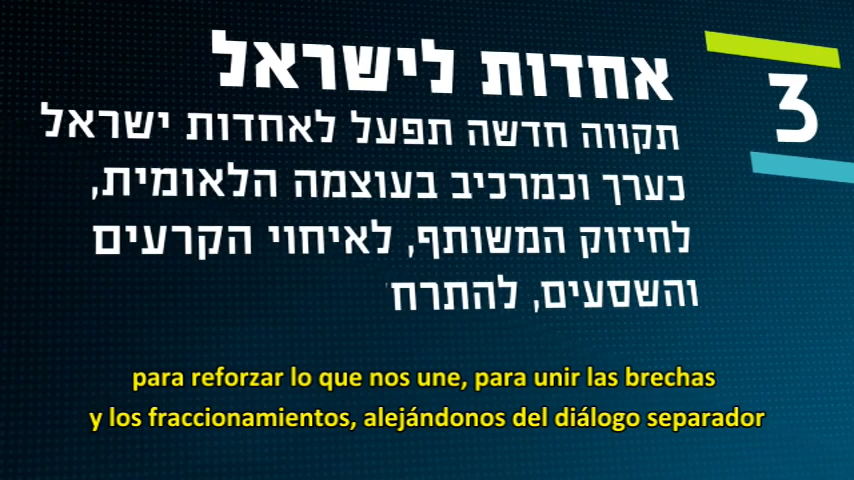 3
אחדות לישראל
תקווה חדשה תפעל לאחדות ישראל
כערך וכמרכיב בעוצמה הלאומית,
לחיזוק המשותף, לאיחוי הקרעים
והשסעים, להתרח
para reforzar lo que nos une, para unir las brechas
y los fraccionamientos, alejándonos del diálogo separador